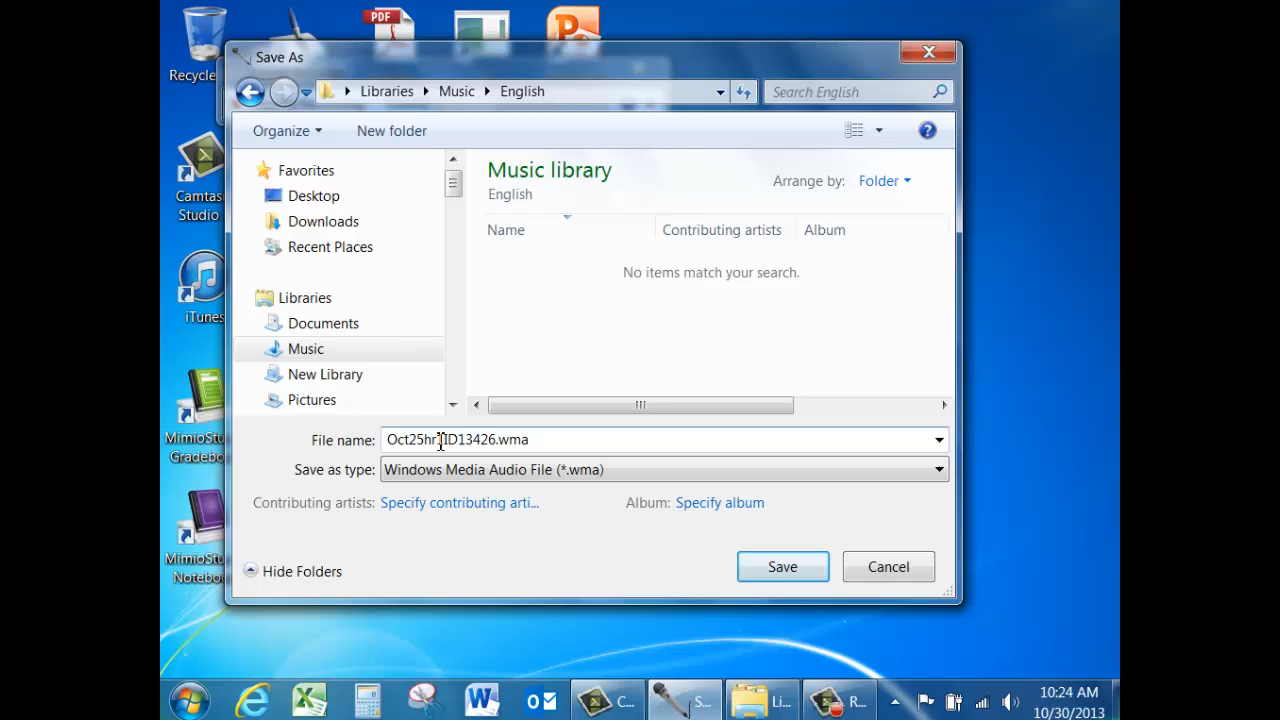 PDF
Recycle
Save As
Libraries Music English
Search English
Organize
New folder
Favorites
Desktop
Downloads
Recent Places
Libraries
Documents
Music
New Library
Pictures
Music library
English
Arrange by: Folder
Name Contributing artists Album
No items match your search.
Camtas
Studio
iTunes
MimioStu
Gradebo
MimioStu
Notebo
File name: Oct25hr1ID13426.wma
Save as type: Windows Media Audio File (*.wma)
Contributing artists: Specify contributing arti... Album: Specify album
Hide Folders
Save Cancel
C... S... Li... R...
10:24 AM
10/30/2013